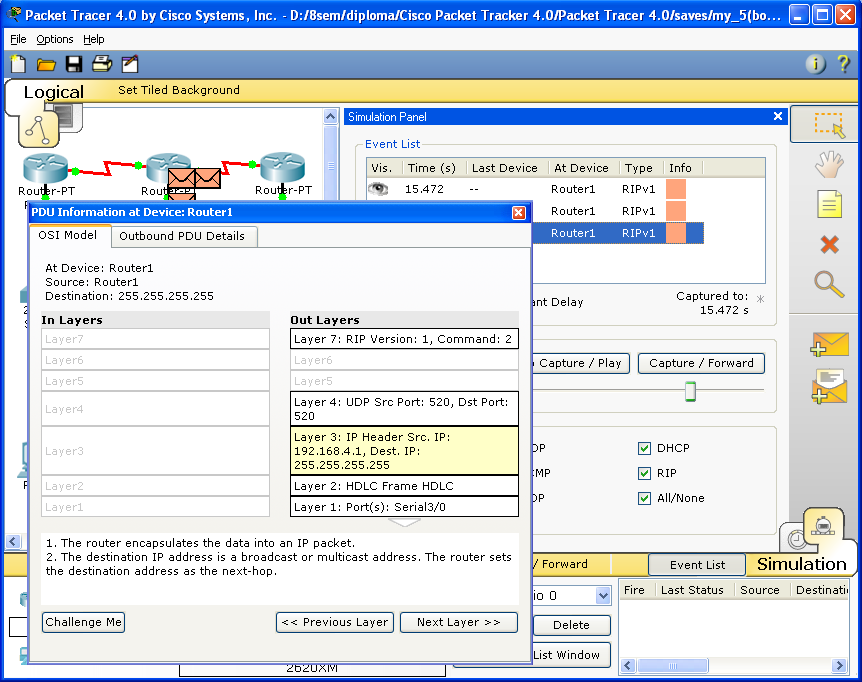 Packet Tracer 4.0 by Cisco Systems, Inc. - D:/8sem/diploma/Cisco Packet Tracker 4.0/Packet Tracer 4.0/saves/my_5(bo...
File Options Help
Logical
Set Tiled Background
Router-PT
Router-P
Router-PT
Simulation Panel
Event List
Vis. Time (s) Last Device At Device Type Info
15.472 -- Router1 RIPv1
Router1 RIPv1
Router1 RIPv1
Captured to:
15.472 s
ant Delay
Capture / Play
Capture / Forward
DHCP
RIP
All/None
PDU Information at Device: Router1
OSI Model
Outbound PDU Details
At Device: Router1
Source: Router1
Destination: 255.255.255.255
In Layers
Layer7
Layer6
Layer5
Layer4
Layer3
Layer2
Layer1
Out Layers
Layer 7: RIP Version: 1, Command: 2
Layer6
Layer5
Layer 4: UDP Src Port: 520, Dst Port:
520
Layer 3: IP Header Src. IP:
192.168.4.1, Dest. IP:
255.255.255.255
Layer 2: HDLC Frame HDLC
Layer 1: Port(s): Serial3/0
1. The router encapsulates the data into an IP packet.
2. The destination IP address is a broadcast or multicast address. The router sets
the destination address as the next-hop.
Challenge Me
<< Previous Layer
Next Layer >>
/ Forward
Event List
Simulation
io 0
Delete
List Window
Fire Last Status Source Destinati
2620XM